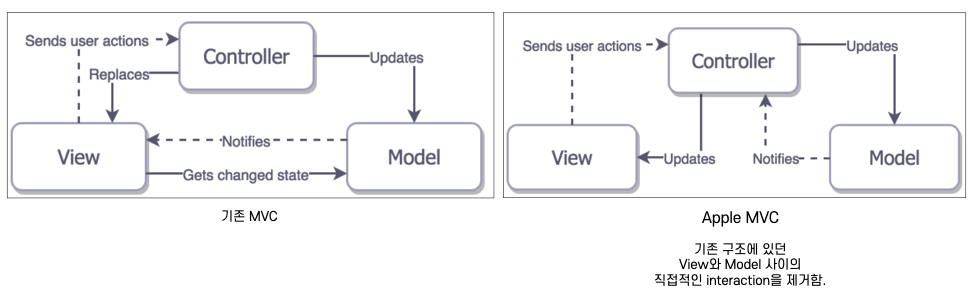 Sends user actions
Controller
Updates
Replaces
View
Notifies
Gets changed state
Model
기존 MVC
Sends user actions
Controller
Updates
View
Updates
Notifies
Model
Apple MVC
기존 구조에 있던
View와 Model 사이의
직접적인 interaction을 제거함.